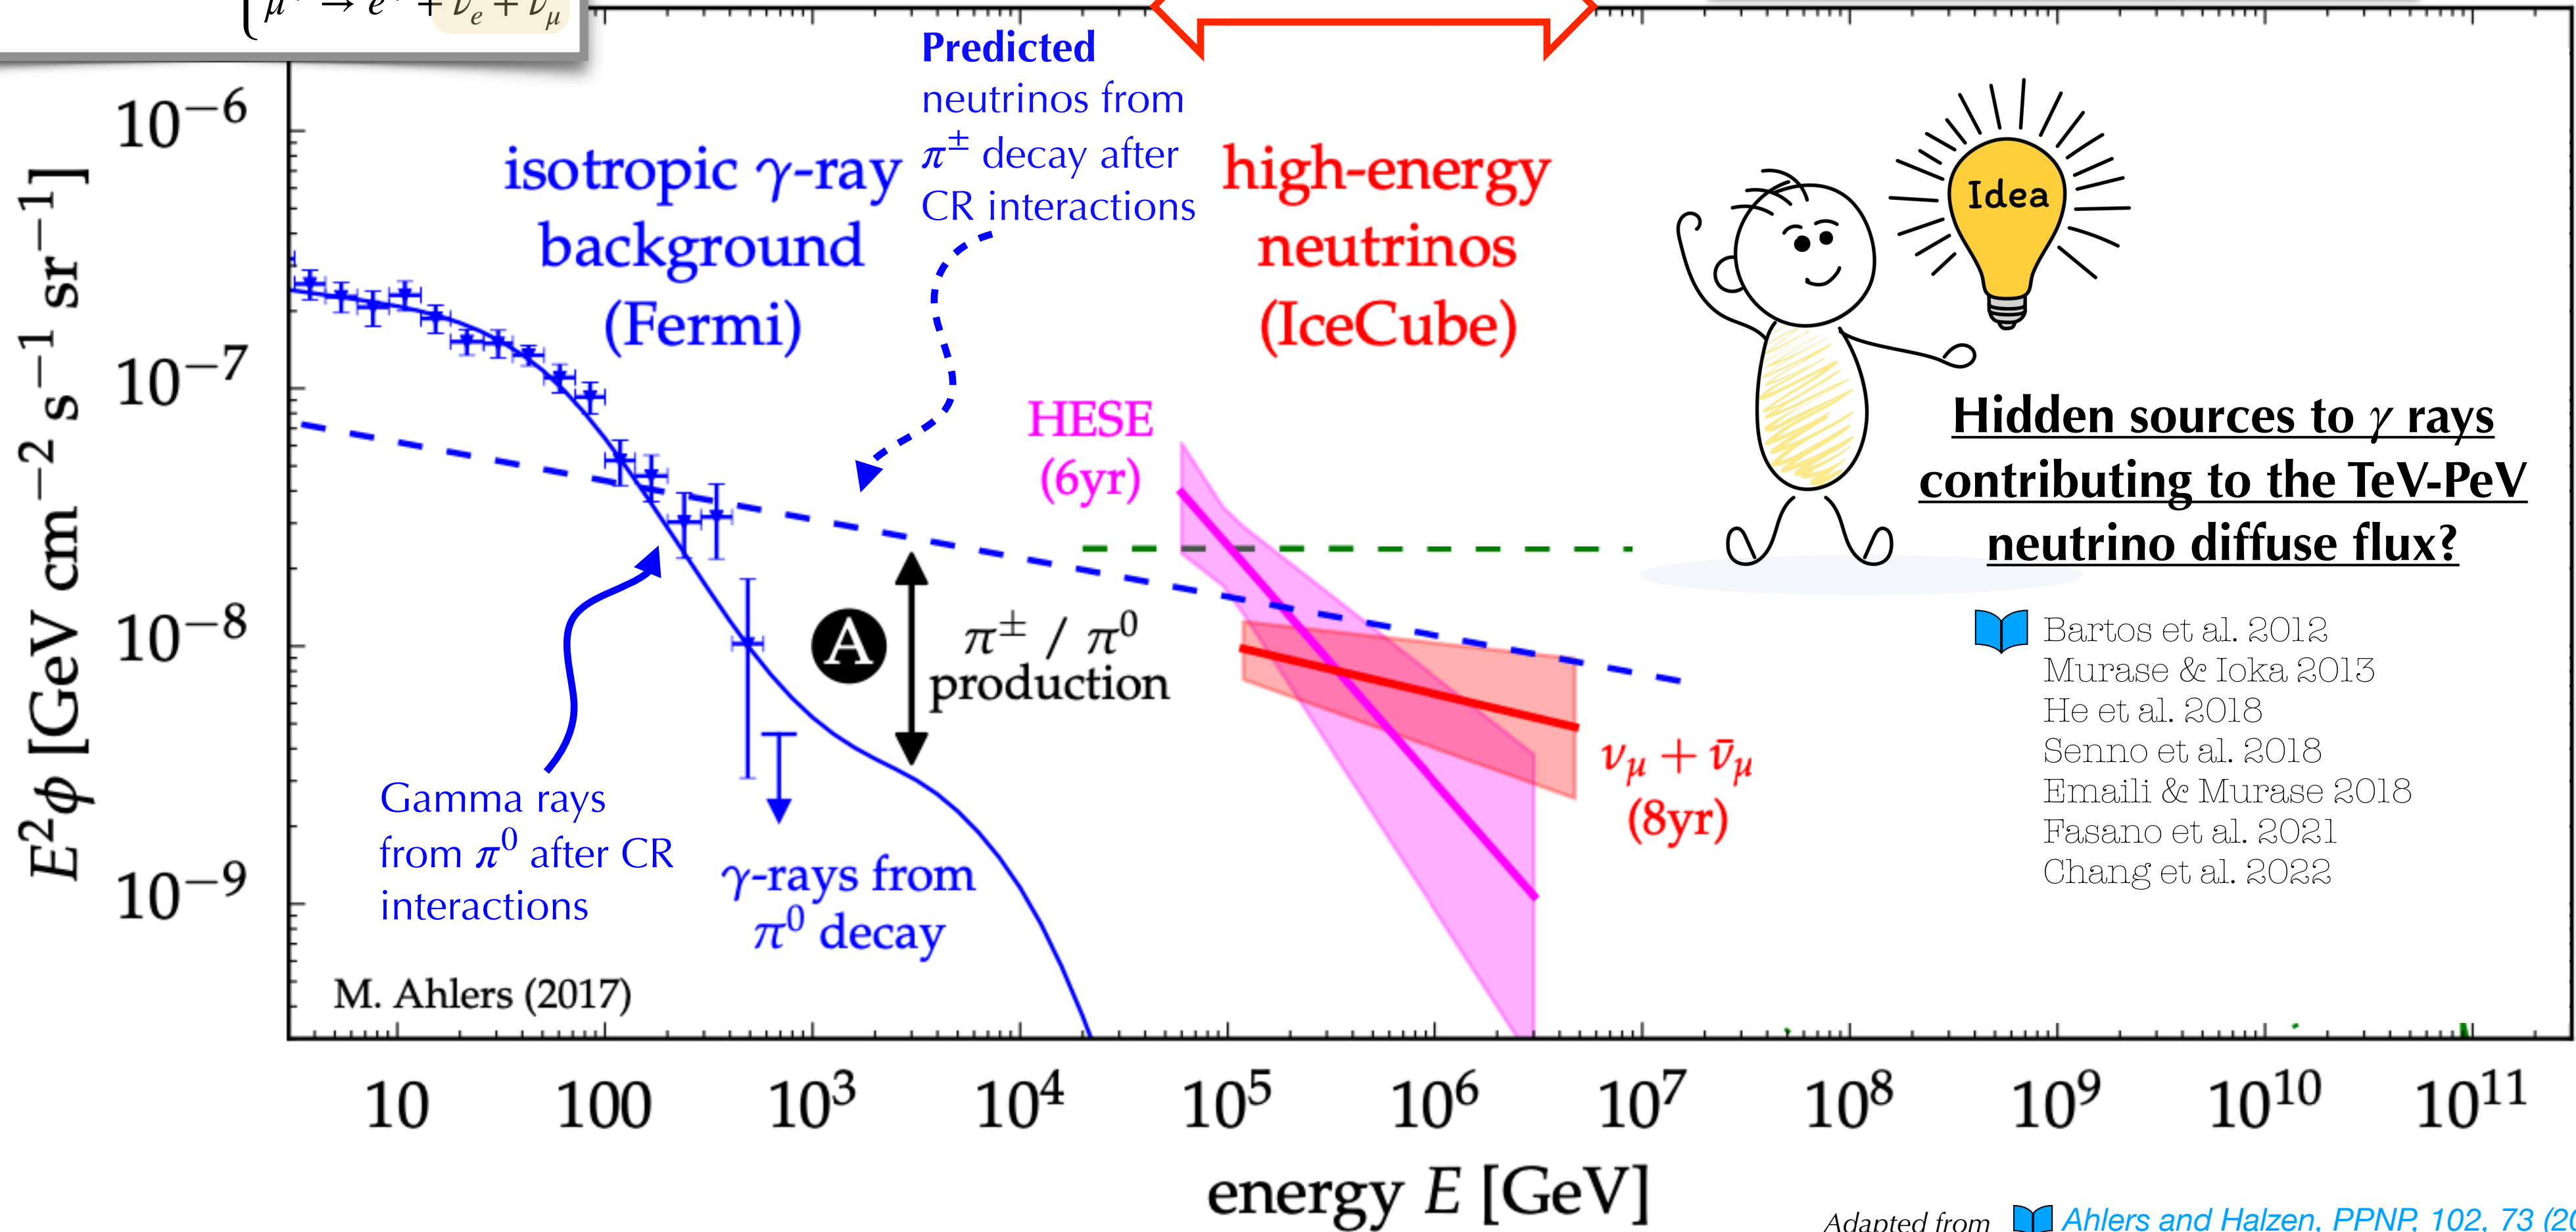 Predicted
neutrinos from
π± decay after
CR interactions
isotropic γ-ray
background
(Fermi)
high-energy
neutrinos
(IceCube)
Idea
Hidden sources to γ rays
contributing to the TeV-PeV
neutrino diffuse flux?
Bartos et al. 2012
Murase & Ioka 2013
He et al. 2018
Senno et al. 2018
Emaili & Murase 2018
Fasano et al. 2021
Chang et al. 2022
HESE
(6yr)
A
π± / π⁰
production
ν_μ + ν̄_μ
(8yr)
Gamma rays
from π⁰ after CR
interactions
γ-rays from
π⁰ decay
M. Ahlers (2017)
E²ϕ [GeV cm⁻² s⁻¹ sr⁻¹]
10⁻⁶
10⁻⁷
10⁻⁸
10⁻⁹
10 100 10³ 10⁴ 10⁵ 10⁶ 10⁷ 10⁸ 10⁹ 10¹⁰ 10¹¹
energy E [GeV]
Adapted from Ahlers and Halzen, PPNP, 102, 73